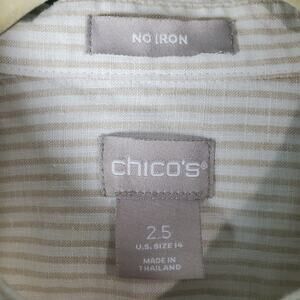 NO IRON
chico's®
2.5
U.S. SIZE 14
MADE IN
THAILAND